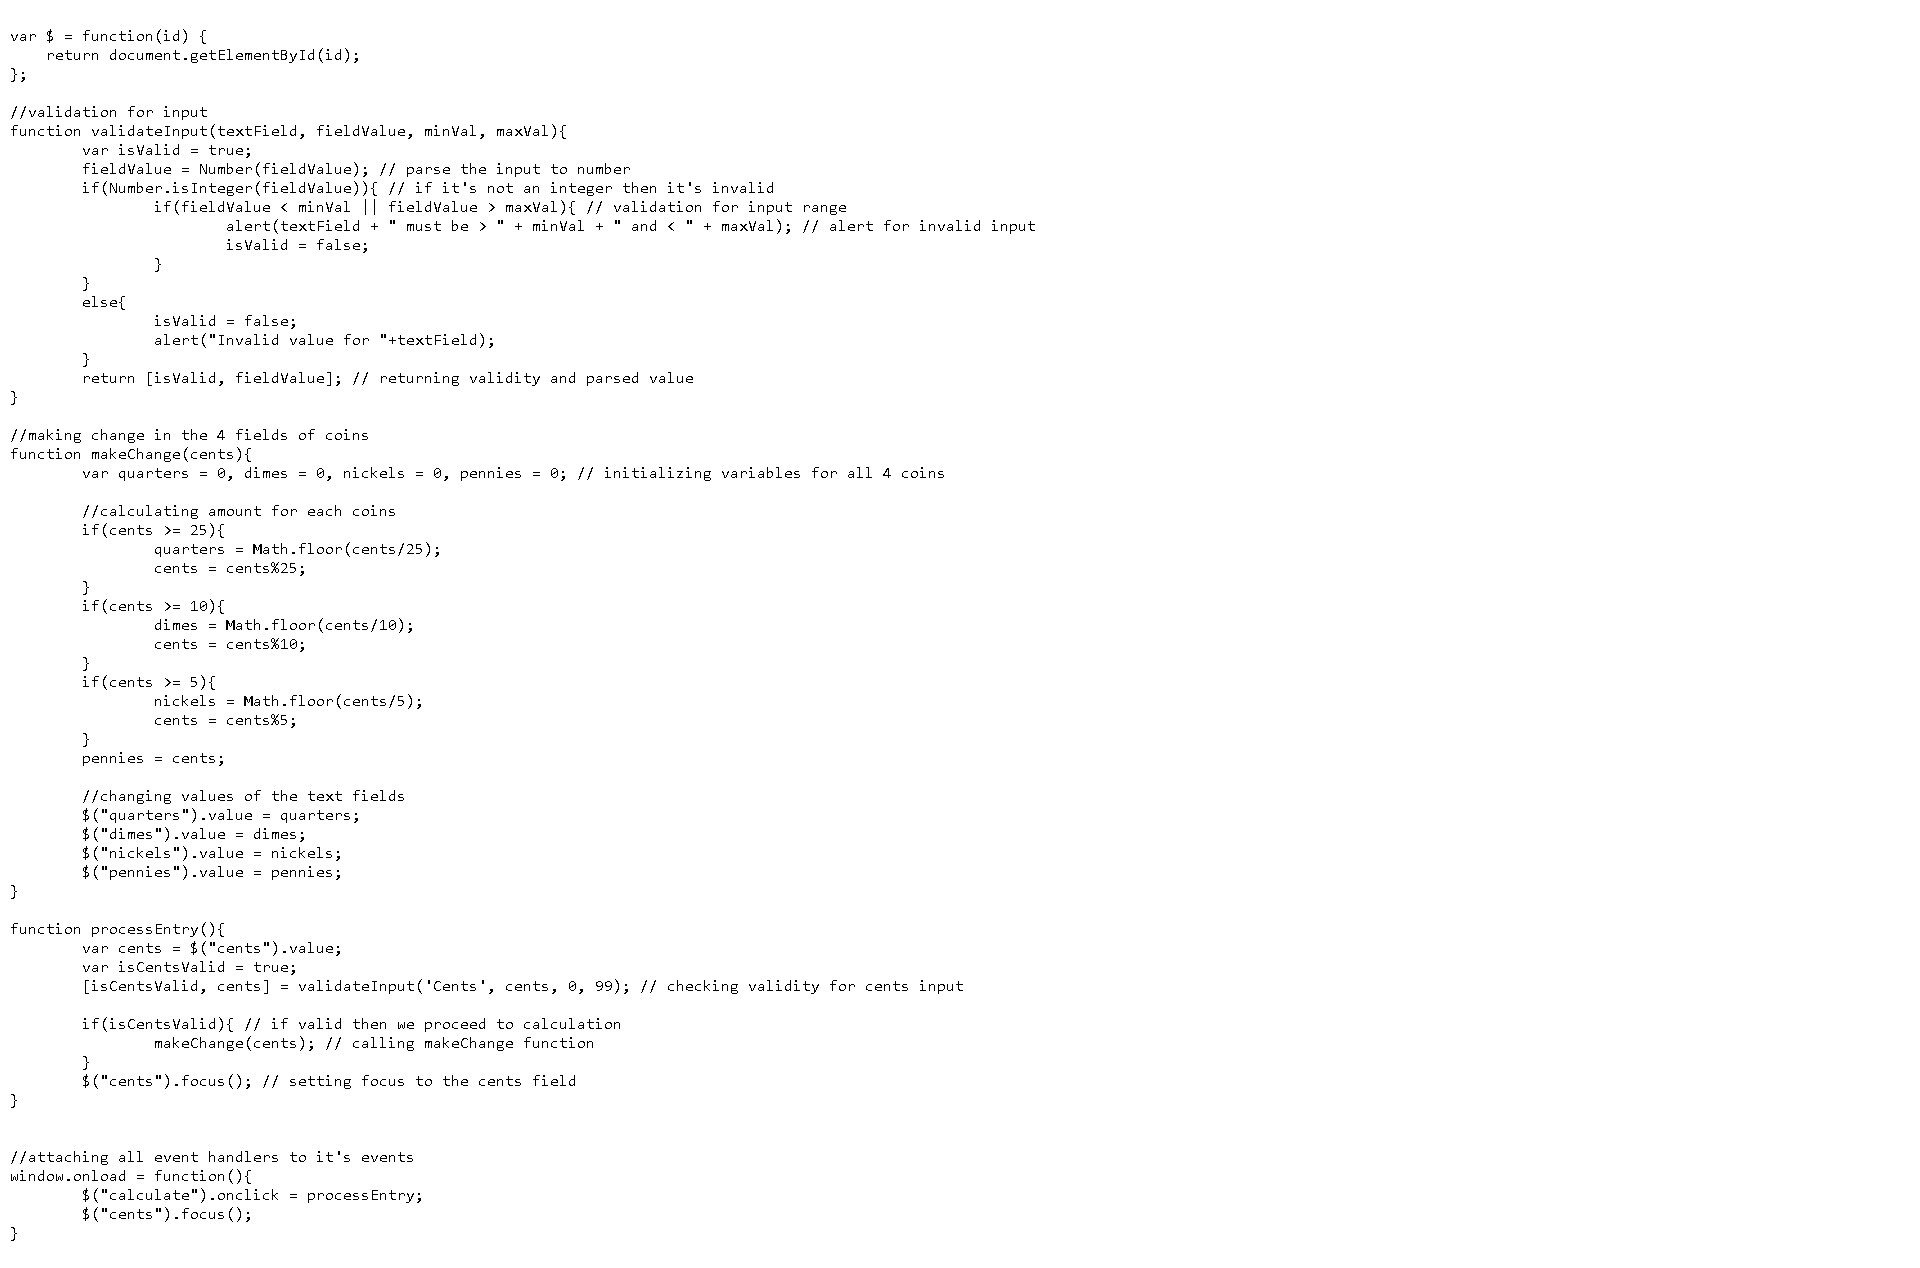 var $ = function(id) {
    return document.getElementById(id);
};

//validation for input
function validateInput(textField, fieldValue, minVal, maxVal){
        var isValid = true;
        fieldValue = Number(fieldValue); // parse the input to number
        if(Number.isInteger(fieldValue)){ // if it's not an integer then it's invalid
                if(fieldValue < minVal || fieldValue > maxVal){ // validation for input range
                        alert(textField + " must be > " + minVal + " and < " + maxVal); // alert for invalid input
                        isValid = false;
                }
        }
        else{
                isValid = false;
                alert("Invalid value for "+textField);
        }
        return [isValid, fieldValue]; // returning validity and parsed value
}

//making change in the 4 fields of coins
function makeChange(cents){
        var quarters = 0, dimes = 0, nickels = 0, pennies = 0; // initializing variables for all 4 coins

        //calculating amount for each coins
        if(cents >= 25){
                quarters = Math.floor(cents/25);
                cents = cents%25;
        }
        if(cents >= 10){
                dimes = Math.floor(cents/10);
                cents = cents%10;
        }
        if(cents >= 5){
                nickels = Math.floor(cents/5);
                cents = cents%5;
        }
        pennies = cents;

        //changing values of the text fields
        $("quarters").value = quarters;
        $("dimes").value = dimes;
        $("nickels").value = nickels;
        $("pennies").value = pennies;
}

function processEntry(){
        var cents = $("cents").value;
        var isCentsValid = true;
        [isCentsValid, cents] = validateInput('Cents', cents, 0, 99); // checking validity for cents input

        if(isCentsValid){ // if valid then we proceed to calculation
                makeChange(cents); // calling makeChange function
        }
        $("cents").focus(); // setting focus to the cents field
}


//attaching all event handlers to it's events
window.onload = function(){
        $("calculate").onclick = processEntry;
        $("cents").focus();
}